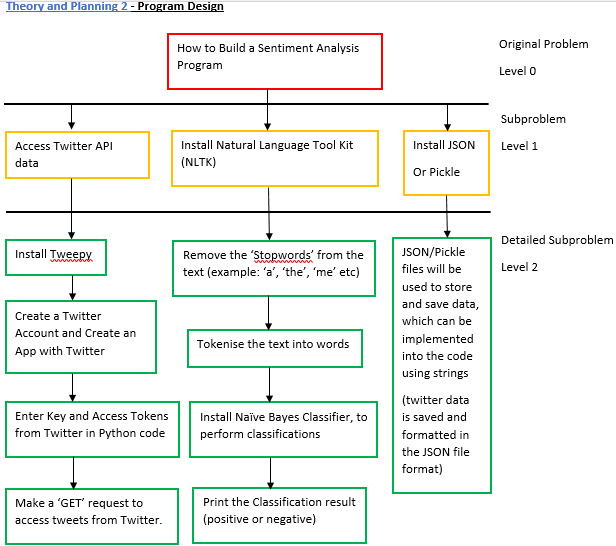 Theory and Planning 2 - Program Design
How to Build a Sentiment Analysis
Program
Original Problem
Level 0
Subproblem
Level 1
Access Twitter API
data
Install Natural Language Tool Kit
(NLTK)
Install JSON
Or Pickle
Detailed Subproblem
Level 2
Install Tweepy
Create a Twitter
Account and Create an
App with Twitter
Enter Key and Access Tokens
from Twitter in Python code
Make a ‘GET’ request to
access tweets from Twitter.
Remove the ‘Stopwords’ from the
text (example: ‘a’, ‘the’, ‘me’ etc)
Tokenise the text into words
Install Naïve Bayes Classifier, to
perform classifications
Print the Classification result
(positive or negative)
JSON/Pickle
files will be
used to store
and save data,
which can be
implemented
into the code
using strings
(twitter data
is saved and
formatted in
the JSON file
format)